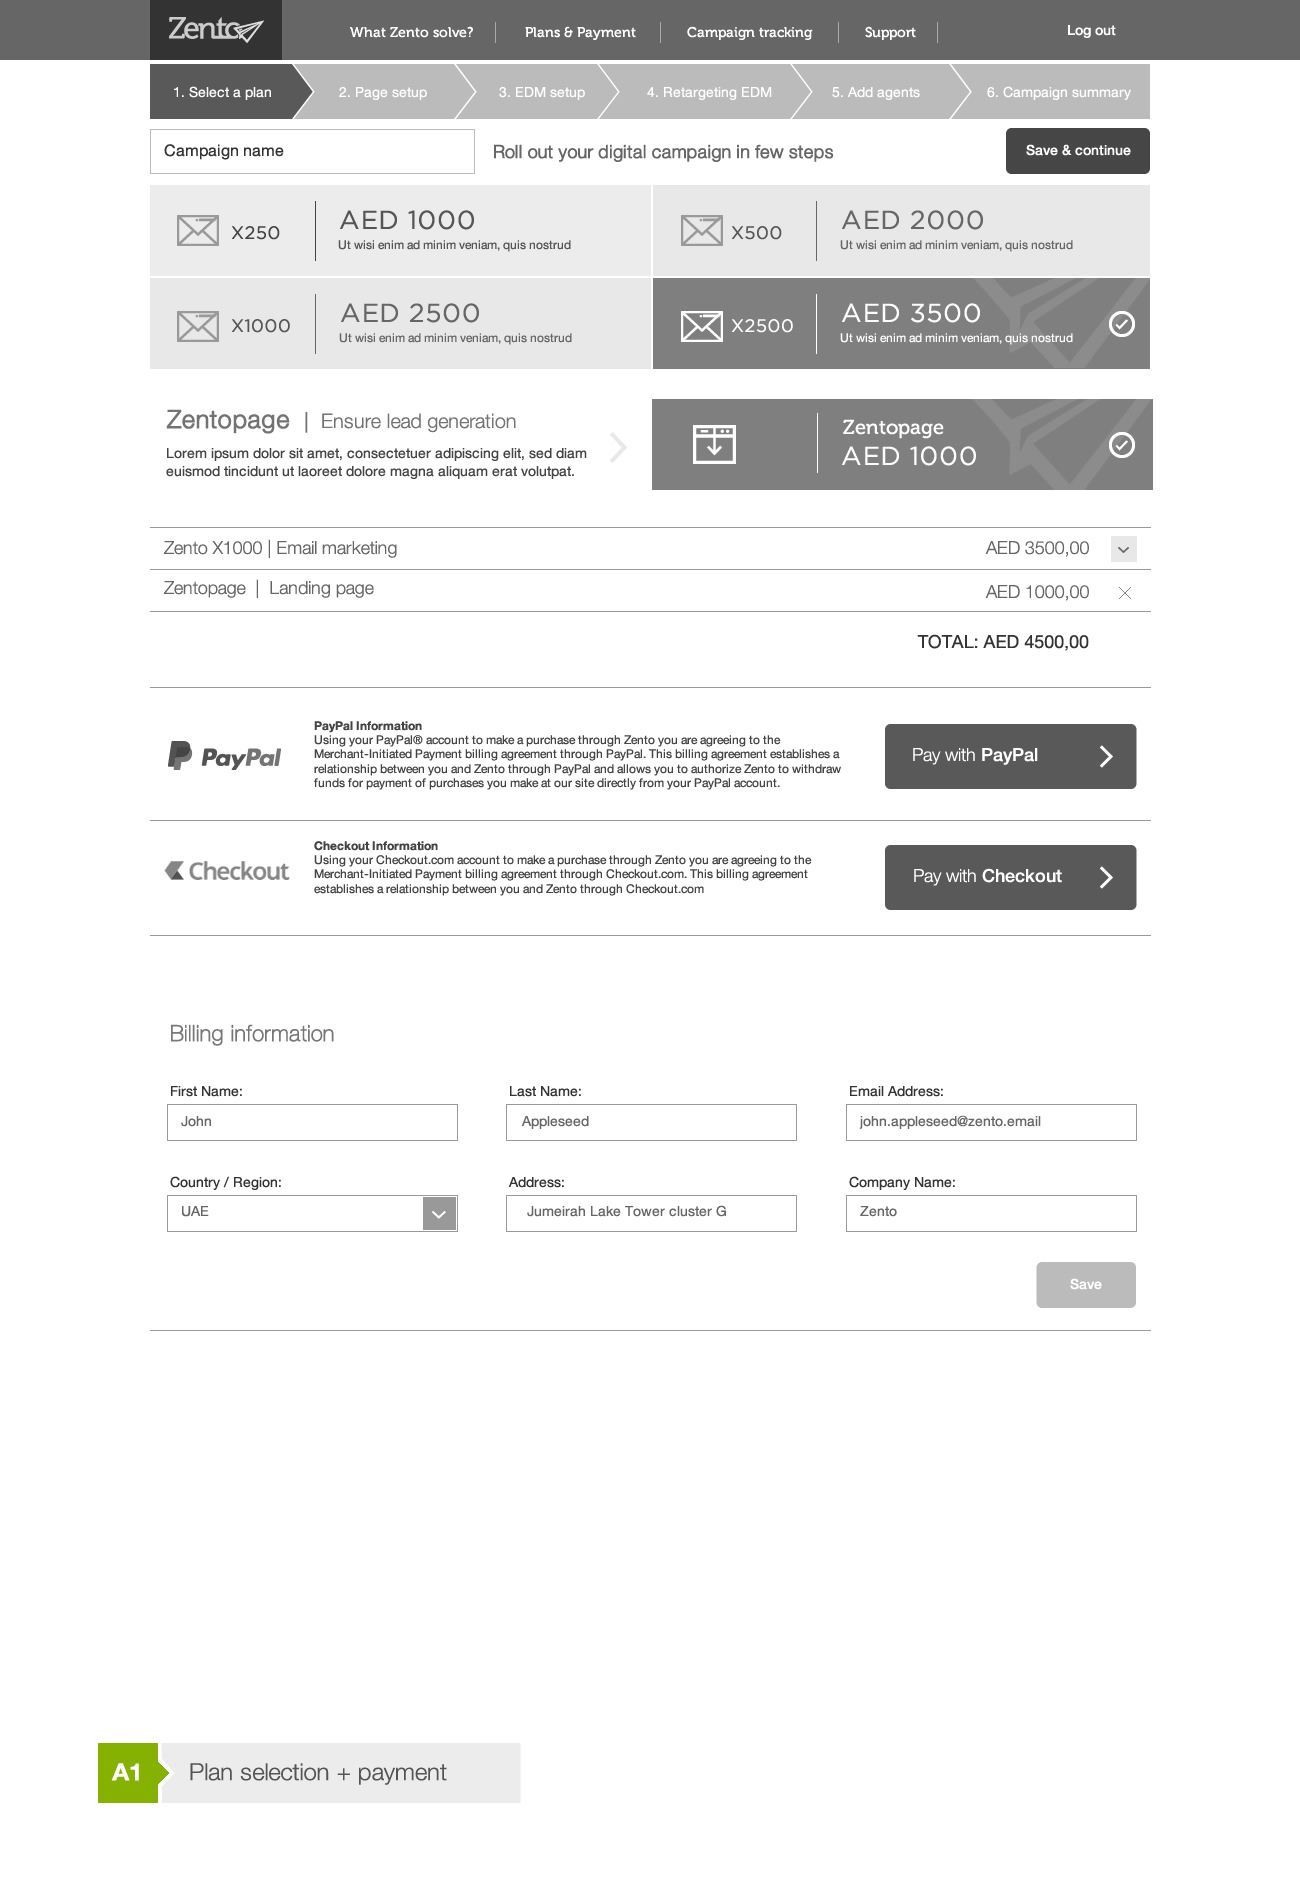 Zento
What Zento solve?
Plans & Payment
Campaign tracking
Support
Log out
1. Select a plan
2. Page setup
3. EDM setup
4. Retargeting EDM
5. Add agents
6. Campaign summary
Campaign name
Roll out your digital campaign in few steps
Save & continue
X250
AED 1000
Ut wisi enim ad minim veniam, quis nostrud
X500
AED 2000
Ut wisi enim ad minim veniam, quis nostrud
X1000
AED 2500
Ut wisi enim ad minim veniam, quis nostrud
X2500
AED 3500
Ut wisi enim ad minim veniam, quis nostrud
Zentopage | Ensure lead generation
Lorem ipsum dolor sit amet, consectetuer adipiscing elit, sed diam
euismod tincidunt ut laoreet dolore magna aliquam erat volutpat.
Zentopage
AED 1000
Zento X1000 | Email marketing
AED 3500,00
Zentopage | Landing page
AED 1000,00
TOTAL: AED 4500,00
PayPal
PayPal Information
Using your PayPal® account to make a purchase through Zento you are agreeing to the
Merchant-Initiated Payment billing agreement through PayPal. This billing agreement establishes a
relationship between you and Zento through PayPal and allows you to authorize Zento to withdraw
funds for payment of purchases you make at our site directly from your PayPal account.
Pay with PayPal
Checkout
Checkout Information
Using your Checkout.com account to make a purchase through Zento you are agreeing to the
Merchant-Initiated Payment billing agreement through Checkout.com. This billing agreement
establishes a relationship between you and Zento through Checkout.com
Pay with Checkout
Billing information
First Name:
John
Last Name:
Appleseed
Email Address:
john.appleseed@zento.email
Country / Region:
UAE
Address:
Jumeirah Lake Tower cluster G
Company Name:
Zento
Save
A1
Plan selection + payment